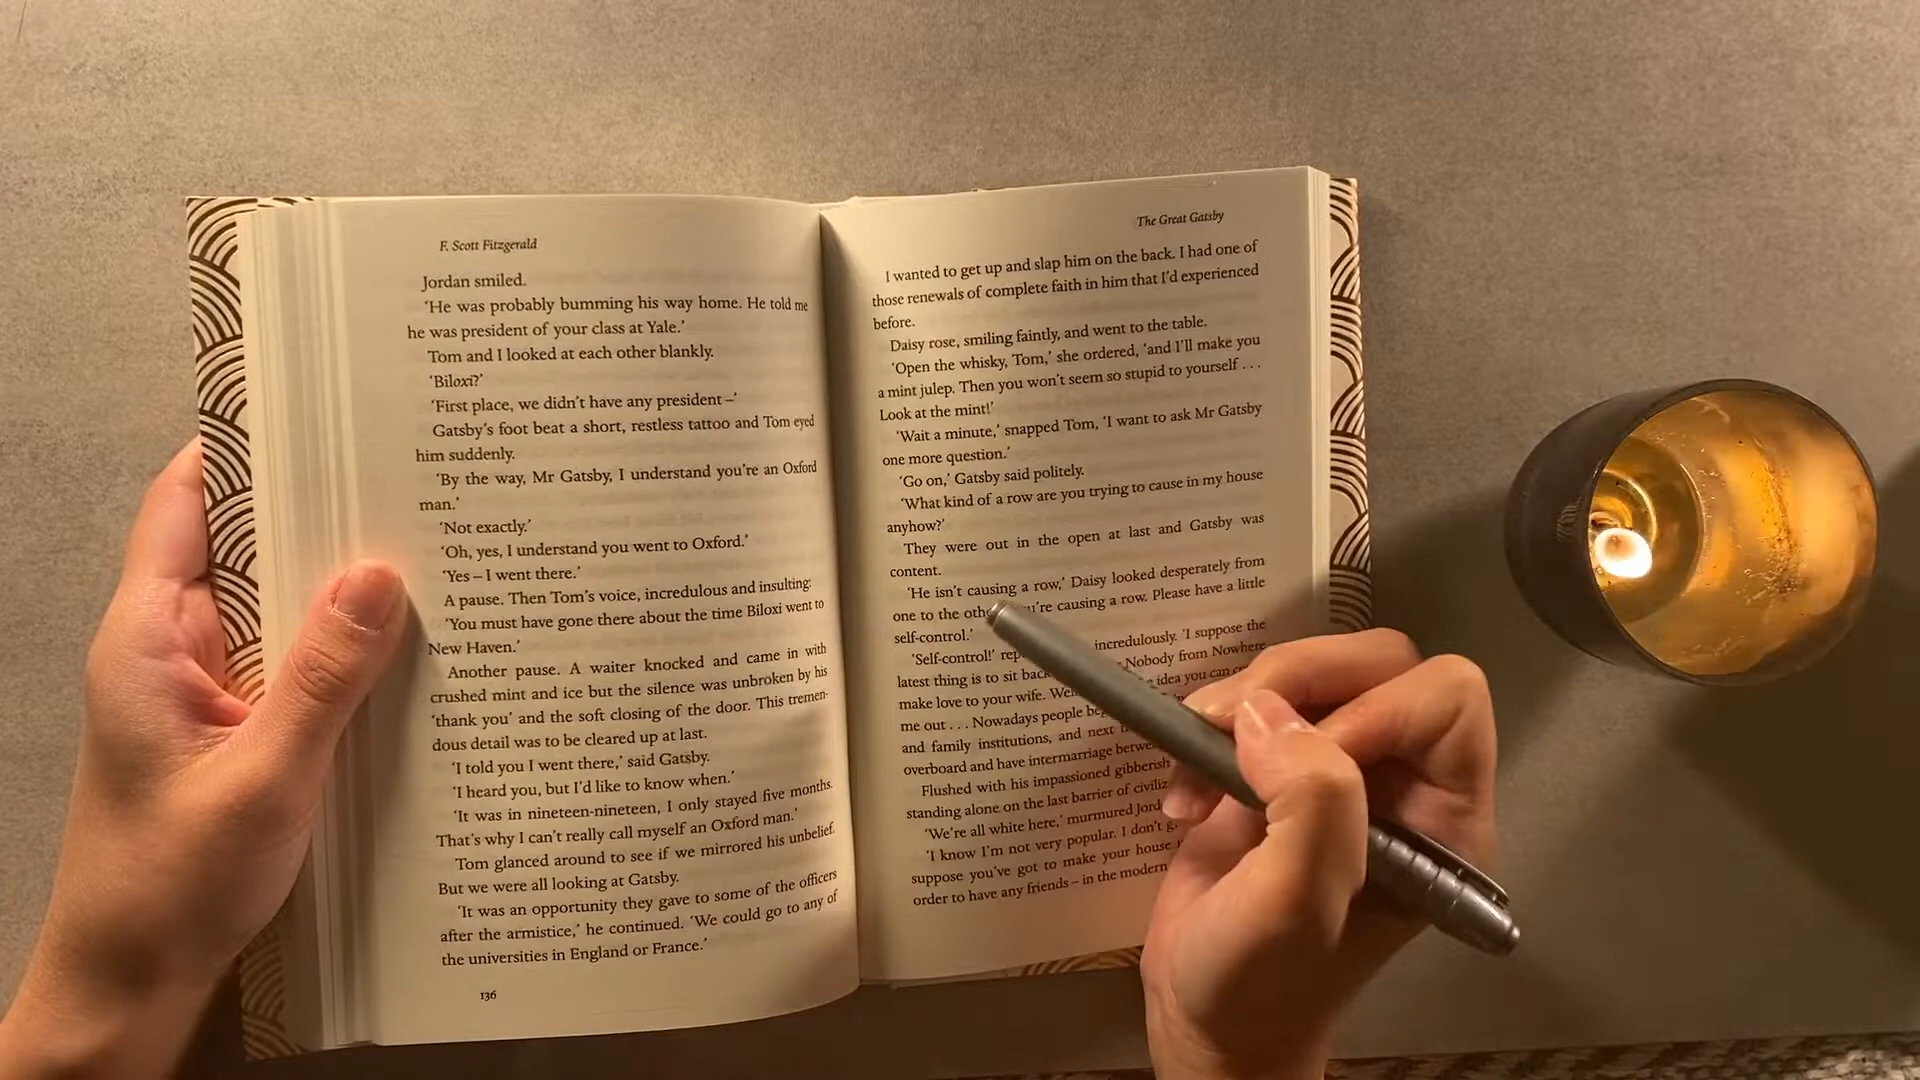 F. Scott Fitzgerald
Jordan smiled.
‘He was probably bumming his way home. He told me
he was president of your class at Yale.’
Tom and I looked at each other blankly.
‘Biloxi?’
‘First place, we didn’t have any president –’
Gatsby’s foot beat a short, restless tattoo and Tom eyed
him suddenly.
‘By the way, Mr Gatsby, I understand you’re an Oxford
man.’
‘Not exactly.’
‘Oh, yes, I understand you went to Oxford.’
‘Yes – I went there.’
A pause. Then Tom’s voice, incredulous and insulting:
‘You must have gone there about the time Biloxi went to
New Haven.’
Another pause. A waiter knocked and came in with
crushed mint and ice but the silence was unbroken by his
‘thank you’ and the soft closing of the door. This tremen-
dous detail was to be cleared up at last.
‘I told you I went there,’ said Gatsby.
‘I heard you, but I’d like to know when.’
‘It was in nineteen-nineteen, I only stayed five months.
That’s why I can’t really call myself an Oxford man.’
Tom glanced around to see if we mirrored his unbelief.
But we were all looking at Gatsby.
‘It was an opportunity they gave to some of the officers
after the armistice,’ he continued. ‘We could go to any of
the universities in England or France.’
136
The Great Gatsby
I wanted to get up and slap him on the back. I had one of
those renewals of complete faith in him that I’d experienced
before.
Daisy rose, smiling faintly, and went to the table.
‘Open the whisky, Tom,’ she ordered, ‘and I’ll make you
a mint julep. Then you won’t seem so stupid to yourself . . .
Look at the mint!’
‘Wait a minute,’ snapped Tom, ‘I want to ask Mr Gatsby
one more question.’
‘Go on,’ Gatsby said politely.
‘What kind of a row are you trying to cause in my house
anyhow?’
They were out in the open at last and Gatsby was
content.
‘He isn’t causing a row,’ Daisy looked desperately from
one to the causing a row. Please have a little
self-control.’
‘Self-control!’ incredulously. ‘I suppose the
latest thing is to sit back Nobody from Nowhere
make love to your wife. idea you can
me out . . . Nowadays people
and family institutions, and next
overboard and have intermarriage
Flushed with his impassioned gibberish
standing alone on the last barrier of
‘We’re all white here,’ murmured
‘I know I’m not very popular. I don’t
suppose you’ve got to make your house
order to have any friends – in the modern